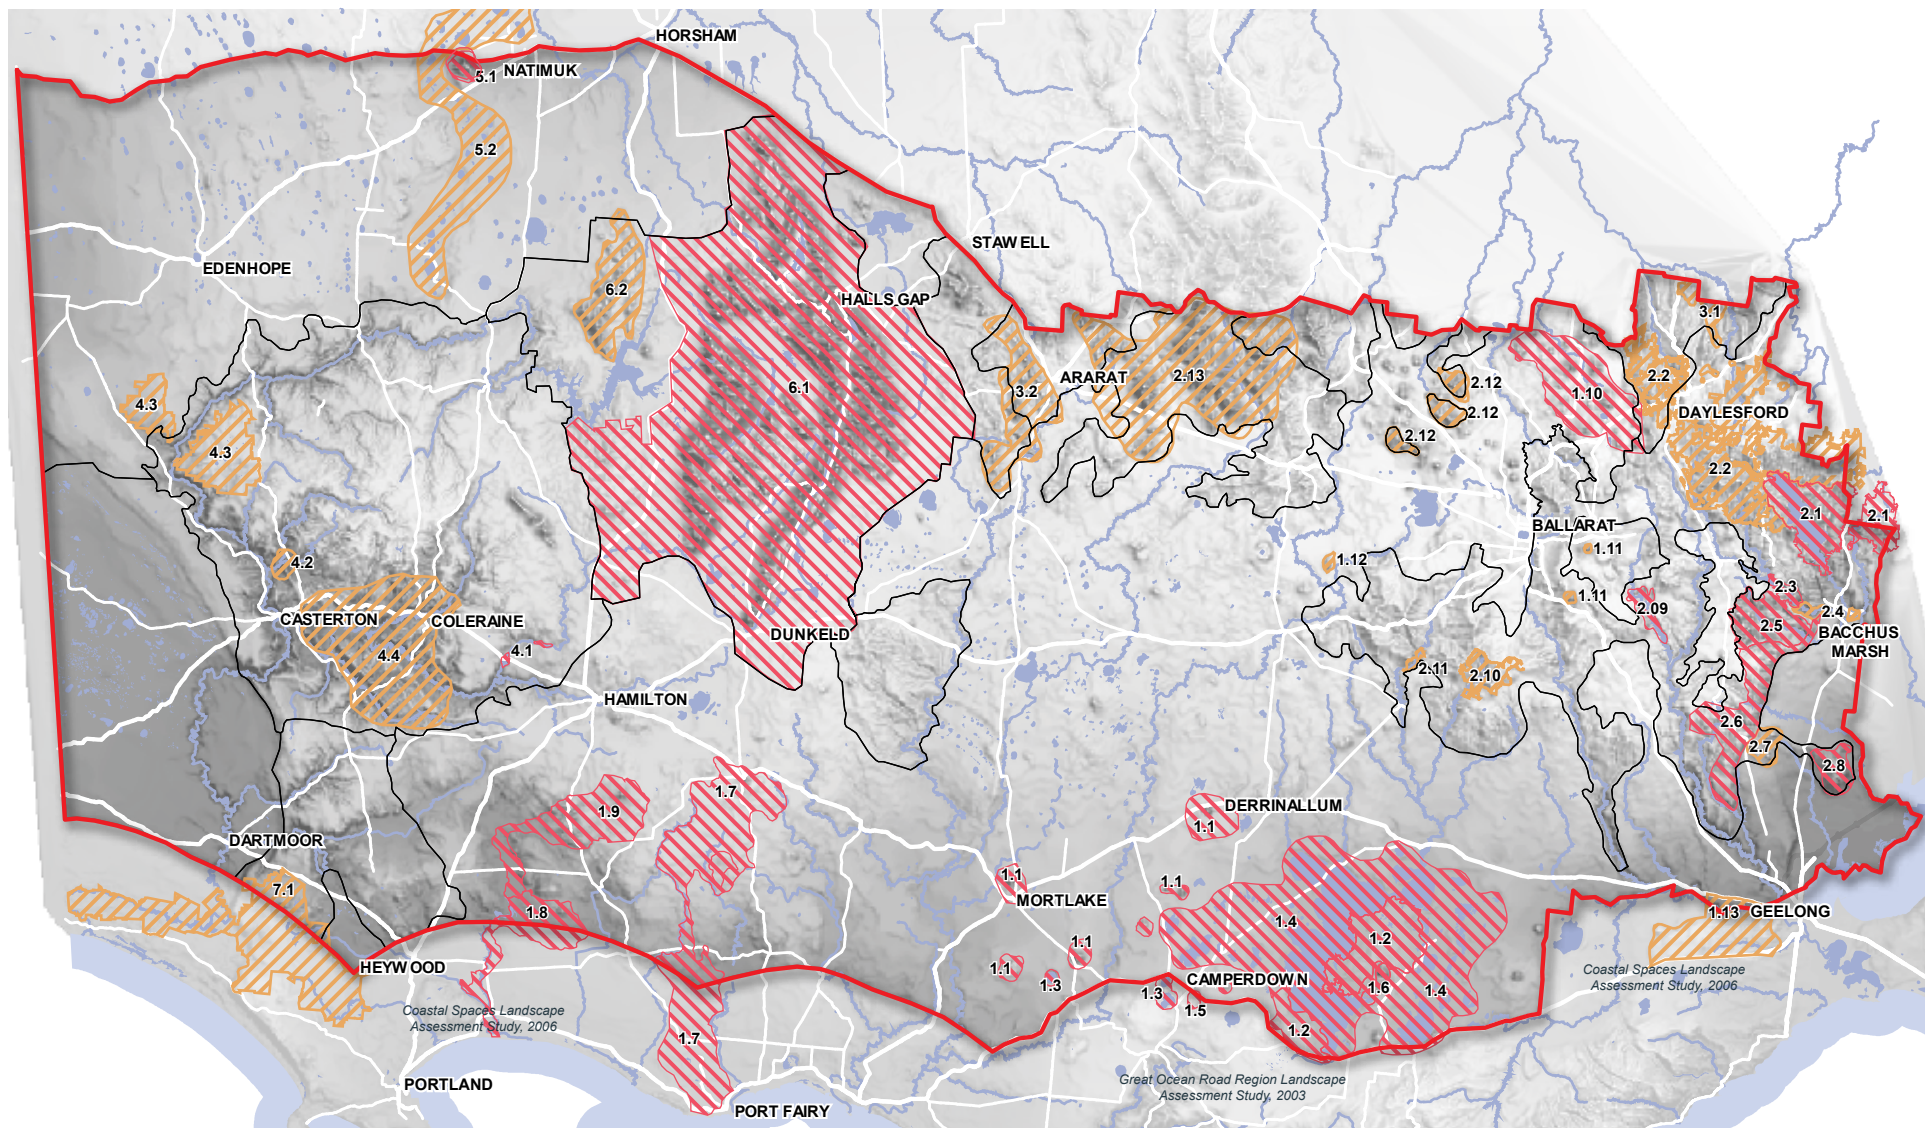 HORSHAM
NATIMUK
5.1
5.2
STAWELL
EDENHOPE
6.2
HALLS GAP
3.1
6.1
ARARAT
3.2
2.13
2.12
2.12
2.12
1.10
2.2
DAYLESFORD
4.3
4.3
2.2
2.1
2.1
BALLARAT
1.11
1.12
4.2
1.11
2.09
2.3
2.4
2.5
BACCHUS
MARSH
CASTERTON
COLERAINE
4.4
4.1
DUNKELD
2.11
2.10
HAMILTON
2.6
2.7
2.8
1.7
1.9
DERRINALLUM
1.1
DARTMOOR
7.1
1.1
MORTLAKE
1.1
1.8
1.4
1.2
1.13
GEELONG
1.1
1.1
HEYWOOD
1.3
1.3
CAMPERDOWN
1.5
1.6
1.4
1.2
Coastal Spaces Landscape
Assessment Study, 2006
Coastal Spaces Landscape
Assessment Study, 2006
1.7
PORTLAND
PORT FAIRY
Great Ocean Road Region Landscape
Assessment Study, 2003